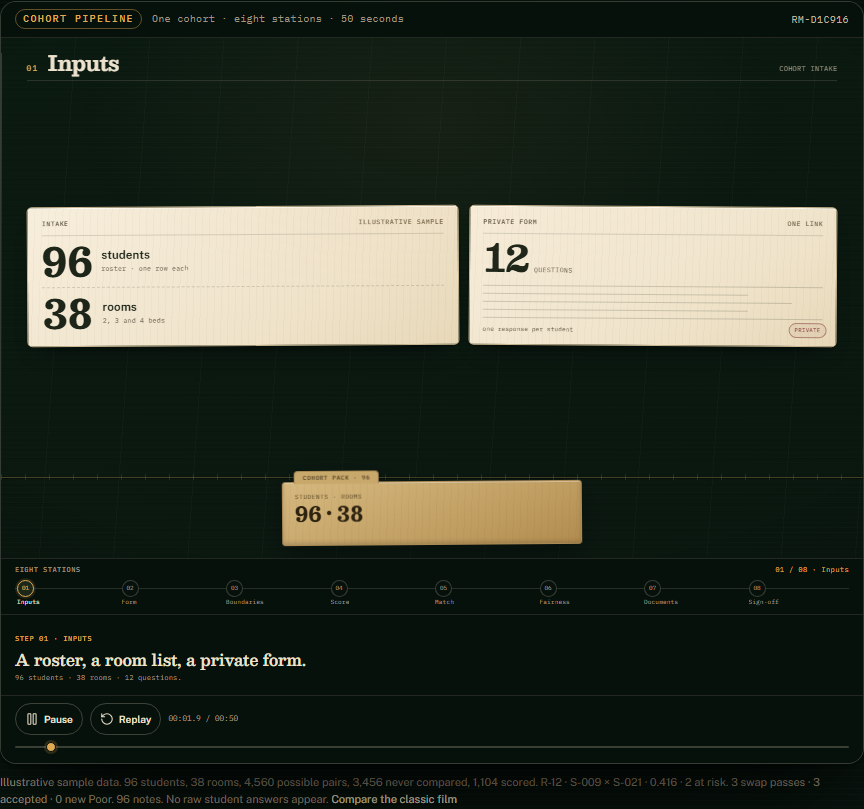 COHORT PIPELINE One cohort · eight stations · 50 seconds RM-D1C916
01 Inputs COHORT INTAKE
INTAKE ILLUSTRATIVE SAMPLE
96 students
roster · one row each
38 rooms
2, 3 and 4 beds
PRIVATE FORM ONE LINK
12 QUESTIONS
one response per student PRIVATE
COHORT PACK · 96
STUDENTS · ROOMS
96 · 38
EIGHT STATIONS 01 / 08 · Inputs
01 02 03 04 05 06 07 08
Inputs Form Boundaries Score Match Fairness Documents Sign-off
STEP 01 · INPUTS
A roster, a room list, a private form.
96 students · 38 rooms · 12 questions.
Pause Replay 00:01.9 / 00:50
Illustrative sample data. 96 students, 38 rooms, 4,560 possible pairs, 3,456 never compared, 1,104 scored. R-12 · S-009 × S-021 · 0.416 · 2 at risk. 3 swap passes · 3
accepted · 0 new Poor. 96 notes. No raw student answers appear. Compare the classic film